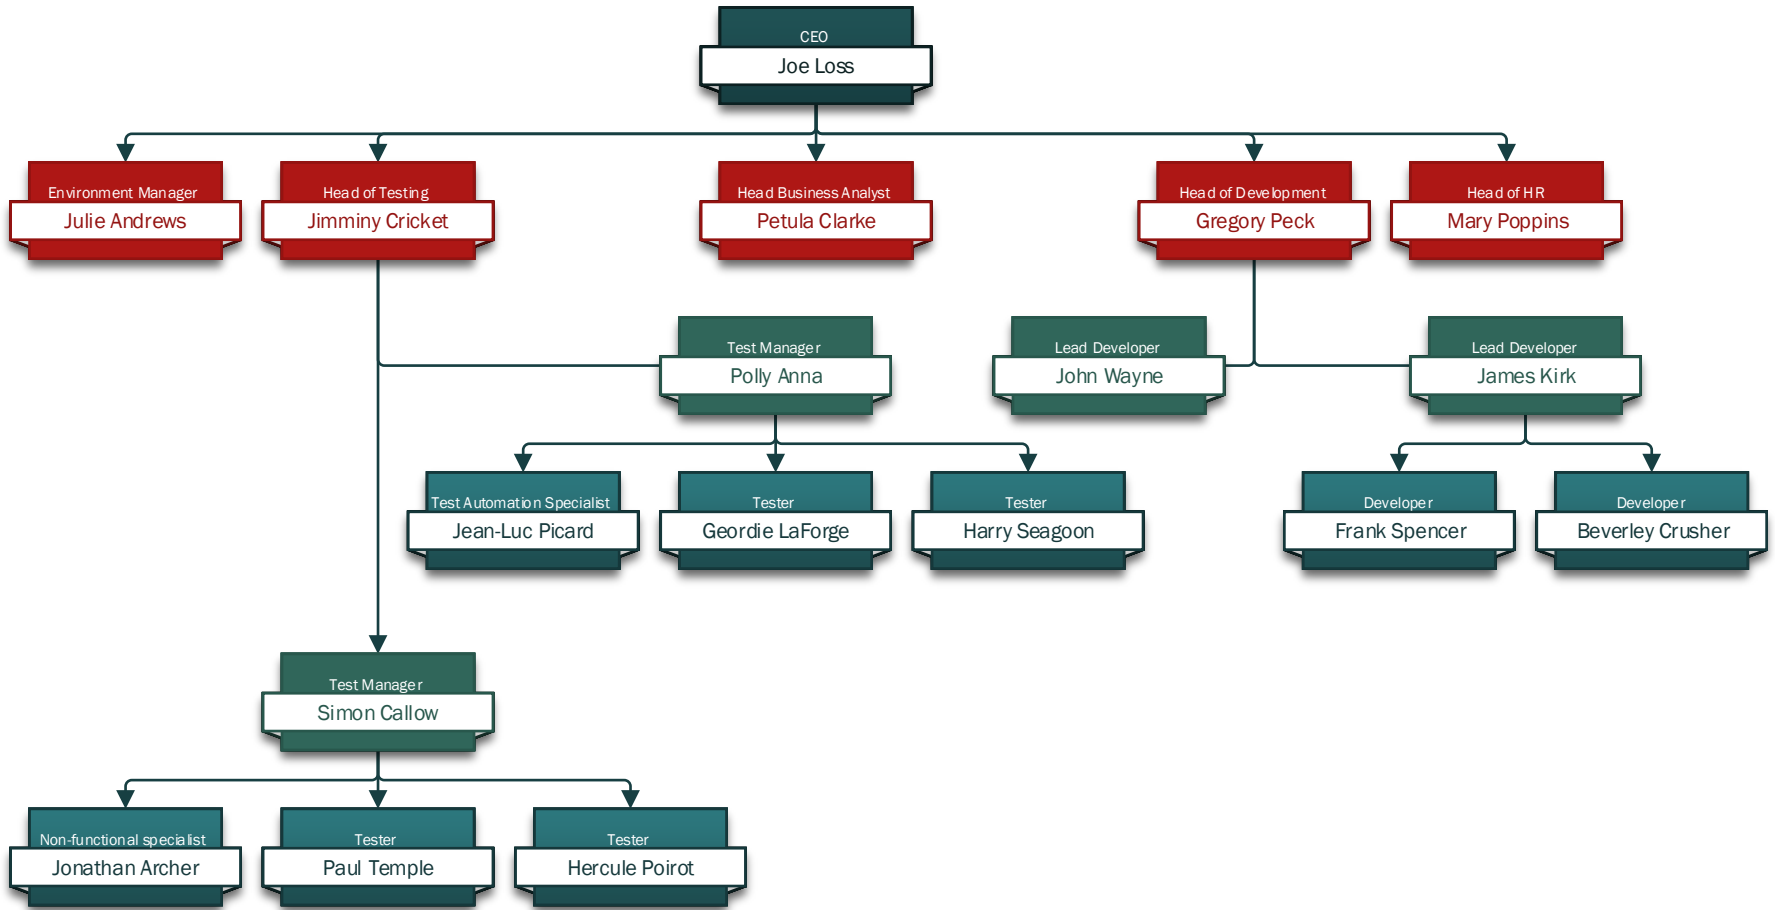 CEO
Joe Loss
Environment Manager
Julie Andrews
Head of Testing
Jimminy Cricket
Head Business Analyst
Petula Clarke
Head of Development
Gregory Peck
Head of HR
Mary Poppins
Test Manager
Polly Anna
Lead Developer
John Wayne
Lead Developer
James Kirk
Test Automation Specialist
Jean-Luc Picard
Tester
Geordie LaForge
Tester
Harry Seagoon
Developer
Frank Spencer
Developer
Beverley Crusher
Test Manager
Simon Callow
Non-functional specialist
Jonathan Archer
Tester
Paul Temple
Tester
Hercule Poirot